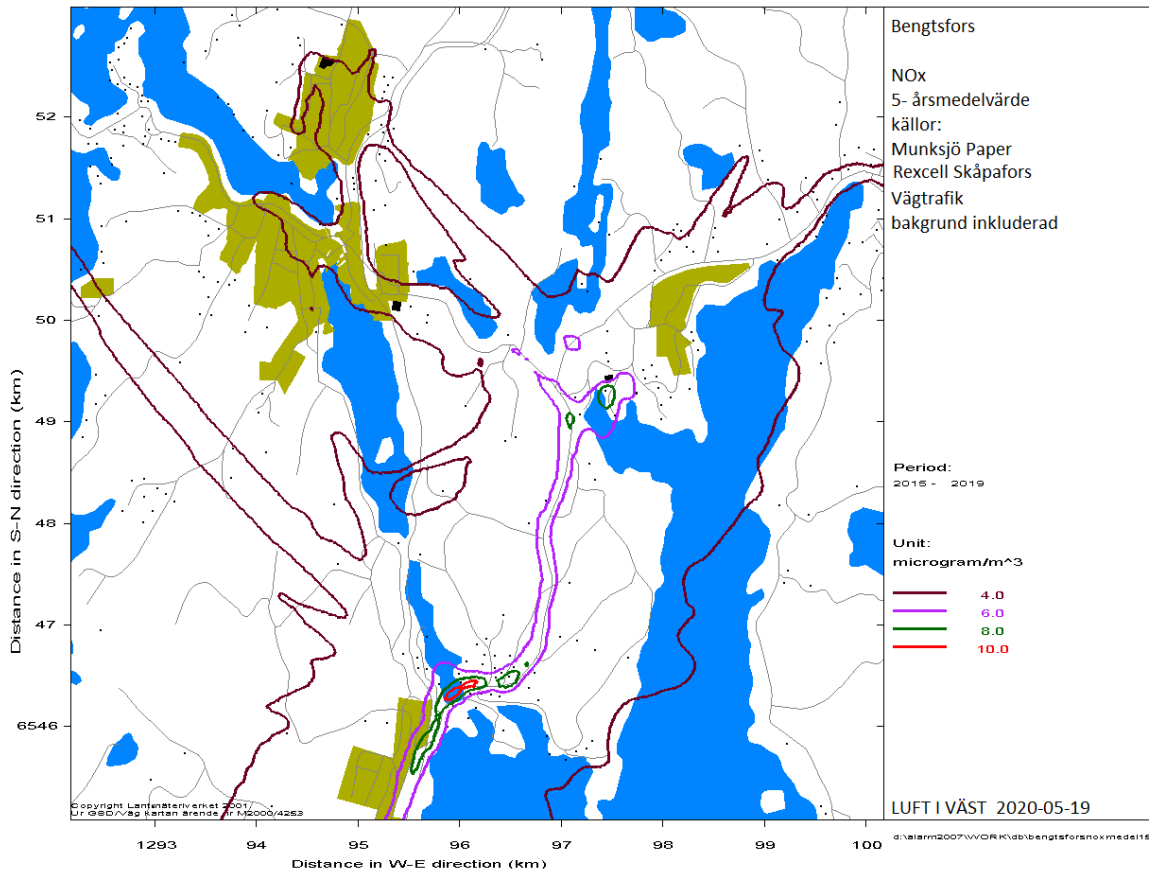 Bengtsfors
NOx
5- årsmedelvärde
källor:
Munksjö Paper
Rexcell Skåpafors
Vägtrafik
bakgrund inkluderad
Period:
2015 - 2019
Unit:
microgram/m^3
4.0
6.0
8.0
10.0
LUFT I VÄST 2020-05-19
d:\alarm2007\WORK\db\bengtsforsnoxmedel15
Distance in S-N direction (km)
52
51
50
49
48
47
6546
Copyright Lantmäteriverket 2001/
Ur GSD/Väg kartan ärende nr M2000/4253
1293
94
95
96
97
98
99
100
Distance in W-E direction (km)